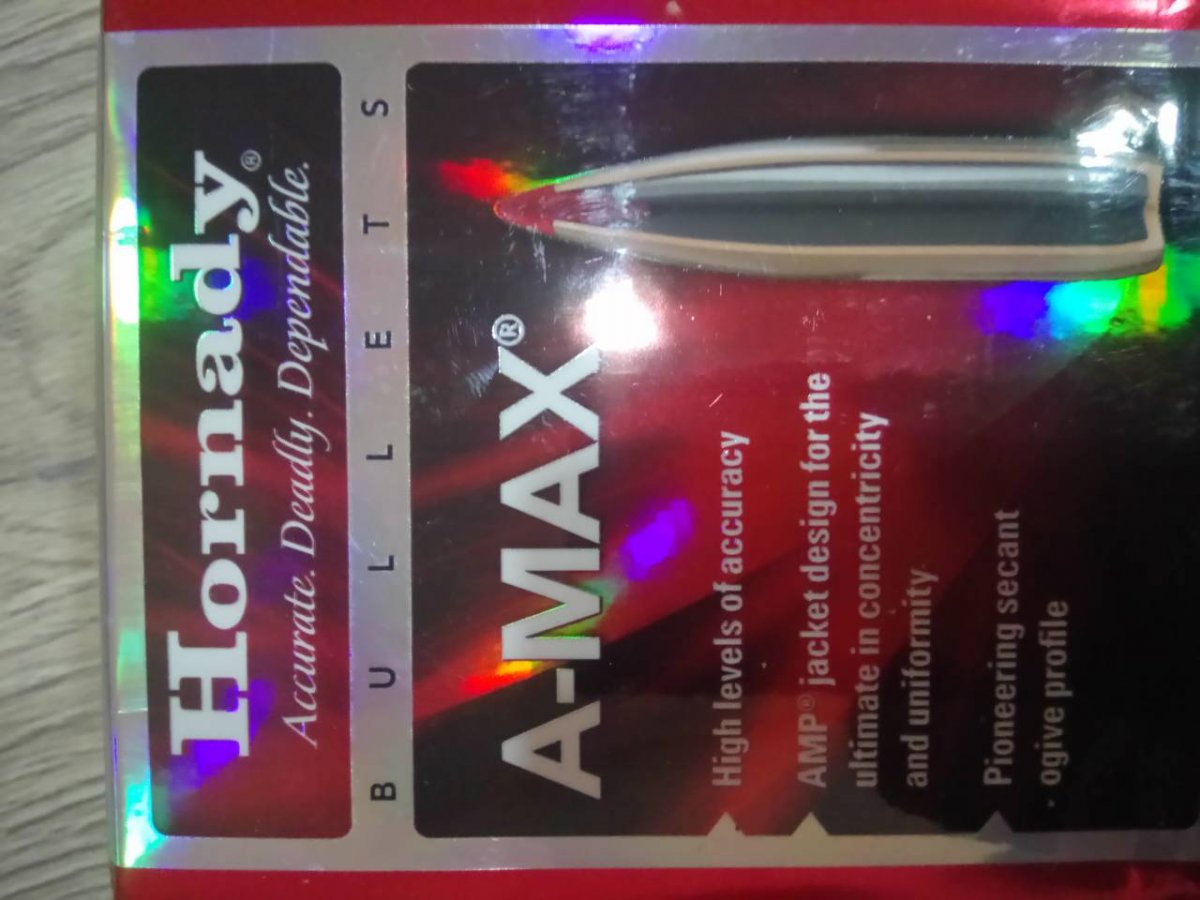 Hornady®
Accurate. Deadly. Dependable.
BULLETS
A-MAX®
High levels of accuracy
AMP® jacket design for the
ultimate in concentricity
and uniformity
Pioneering secant
ogive profile